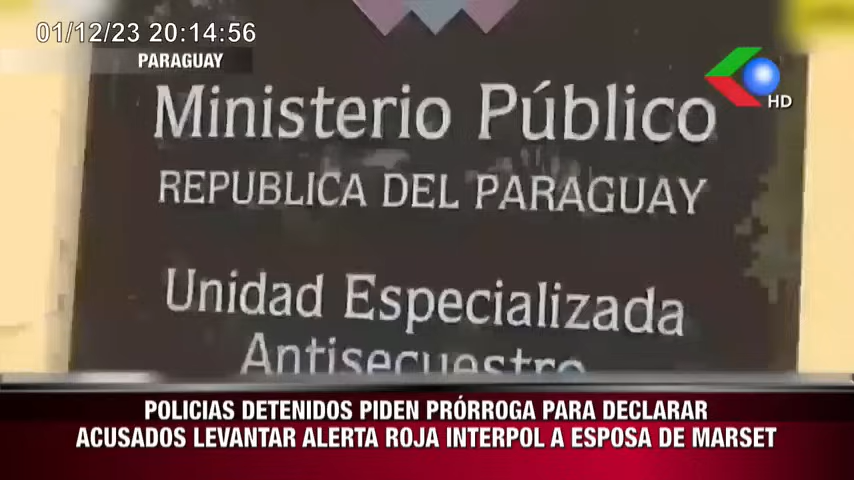 01/12/23 20:14:56
PARAGUAY
HD
Ministerio Público
REPUBLICA DEL PARAGUAY
Unidad Especializada
Antisecuestro
POLICIAS DETENIDOS PIDEN PRÓRROGA PARA DECLARAR
ACUSADOS LEVANTAR ALERTA ROJA INTERPOL A ESPOSA DE MARSET